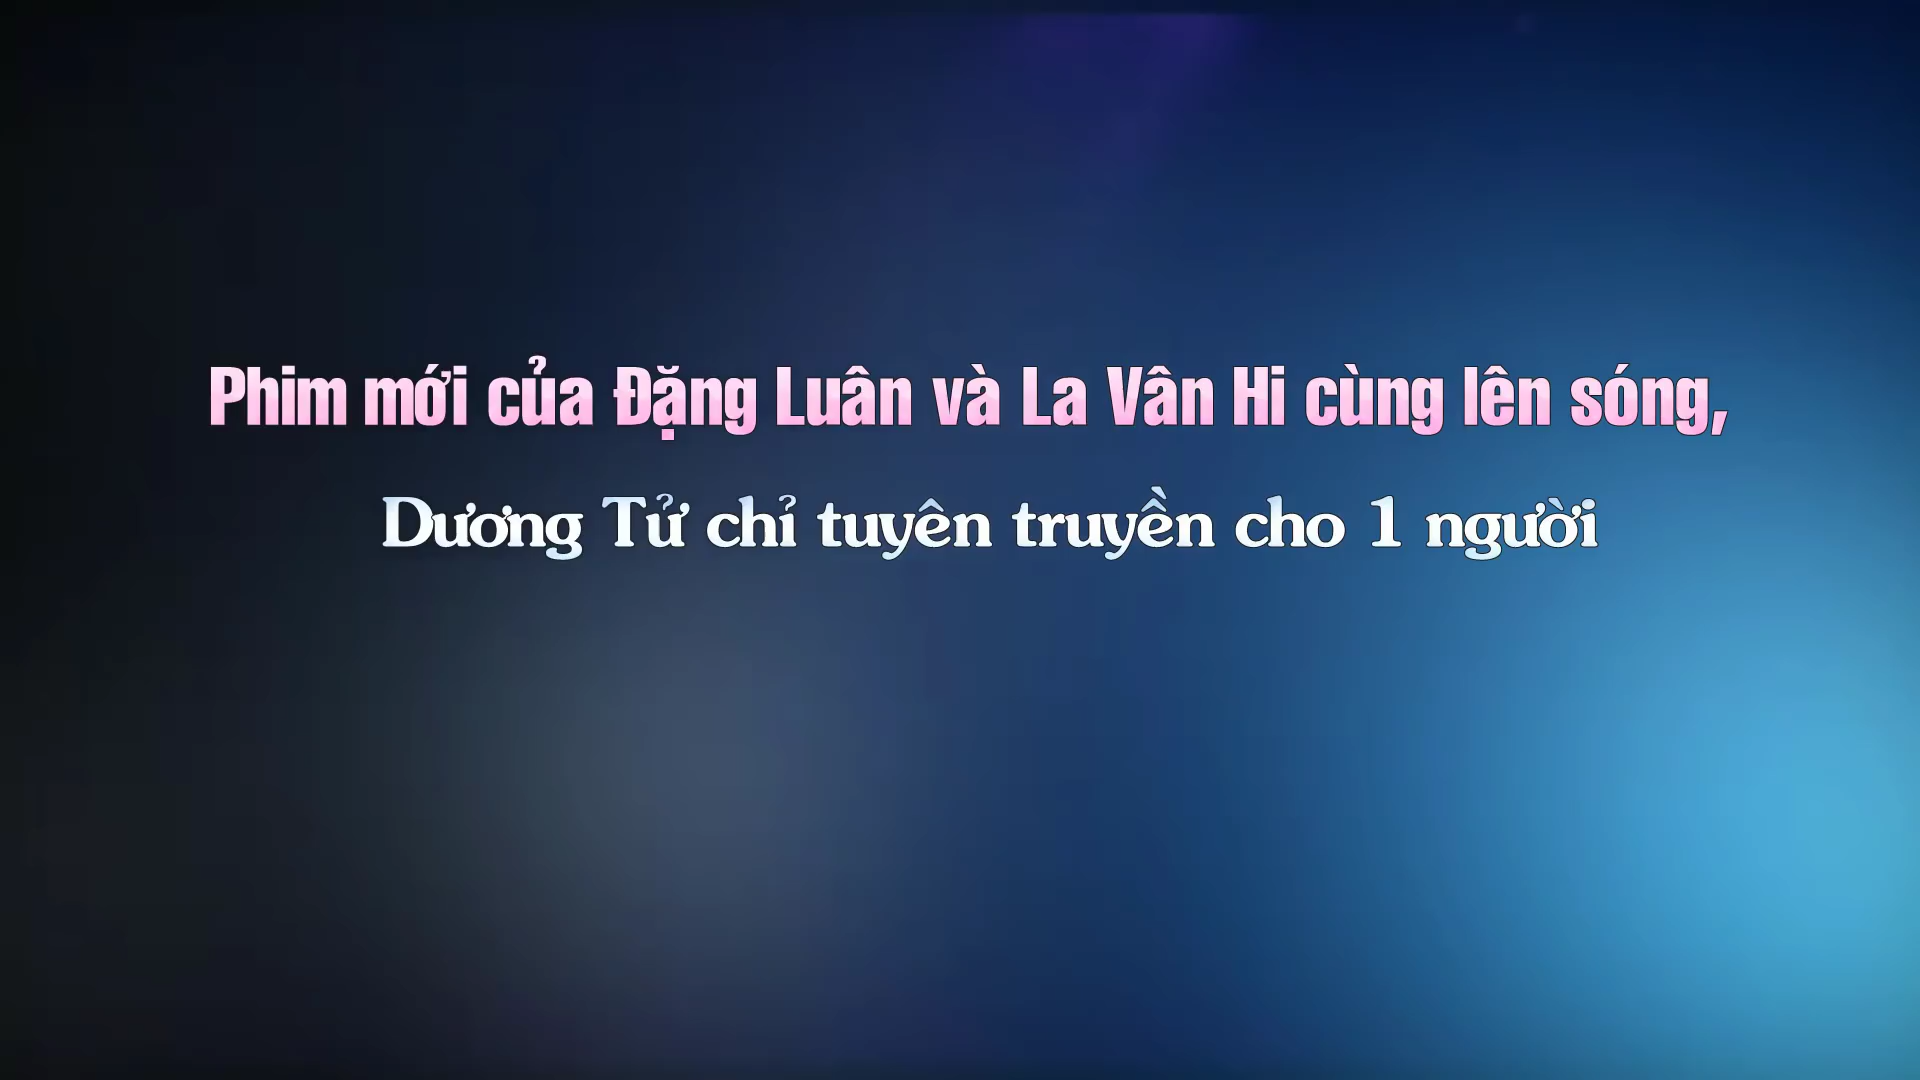 Phim mới của Đặng Luân và La Vân Hi cùng lên sóng,
Dương Tử chỉ tuyên truyền cho 1 người